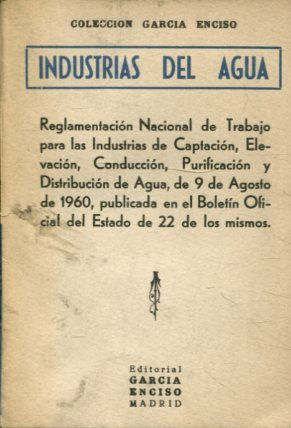 COLECCION GARCIA ENCISO
INDUSTRIAS DEL AGUA
Reglamentación Nacional de Trabajo
para las Industrias de Captación, Ele-
vación, Conducción, Purificación y
Distribución de Agua, de 9 de Agosto
de 1960, publicada en el Boletín Ofi-
cial del Estado de 22 de los mismos.
Editorial
GARCIA
ENCISO
MADRID